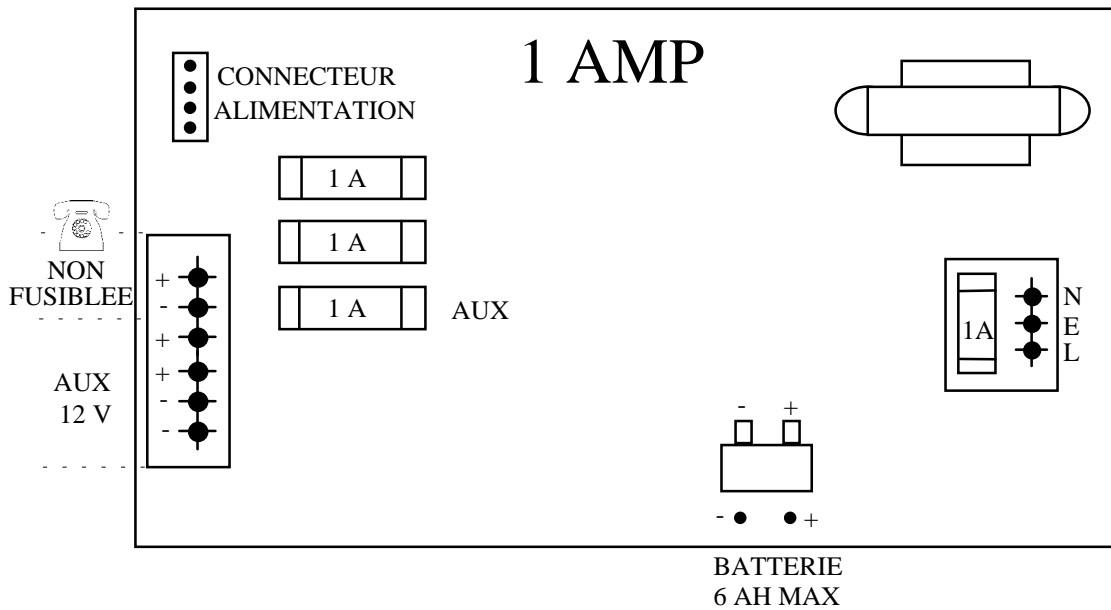 1 AMP
CONNECTEUR
ALIMENTATION
1 A
1 A
1 A
AUX
NON
FUSIBLEE
+
-
+
+
-
-
AUX
12 V
1A
N
E
L
- +
- +
BATTERIE
6 AH MAX